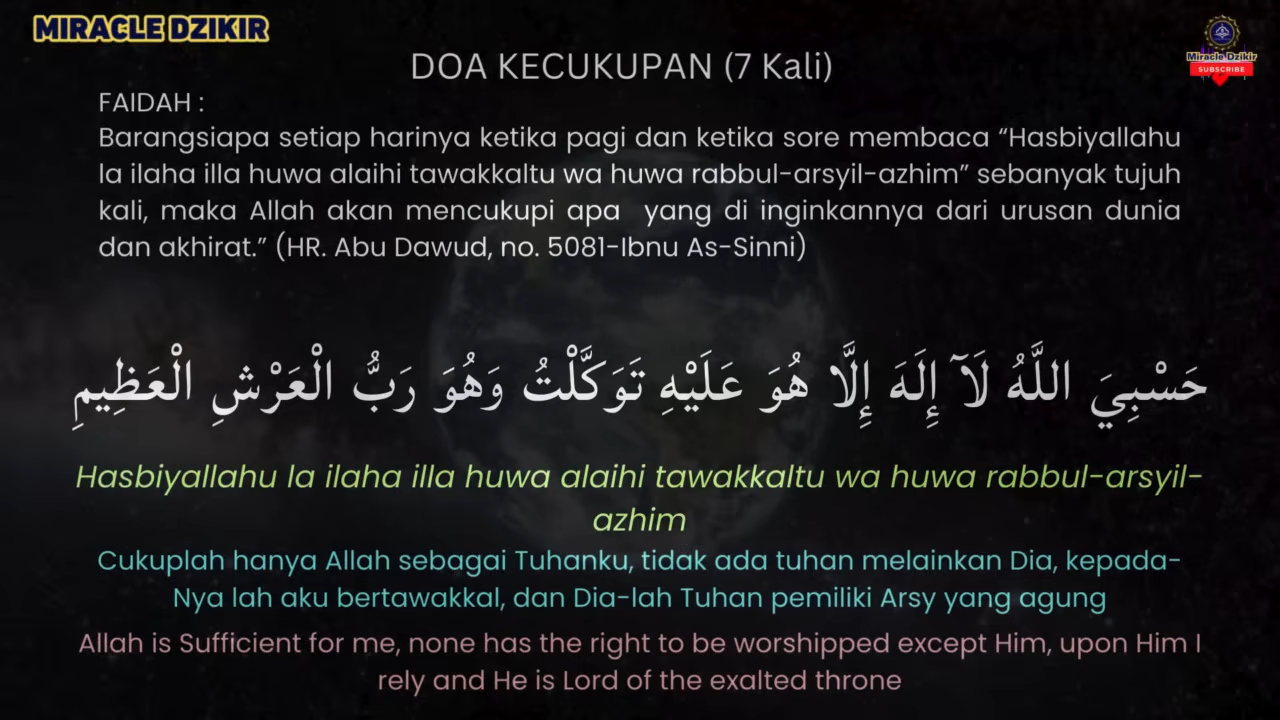 MIRACLE DZIKIR
Miracle Dzikir
SUBSCRIBE
DOA KECUKUPAN (7 Kali)
FAIDAH :
Barangsiapa setiap harinya ketika pagi dan ketika sore membaca “Hasbiyallahu
la ilaha illa huwa alaihi tawakkaltu wa huwa rabbul-arsyil-azhim” sebanyak tujuh
kali, maka Allah akan mencukupi apa yang di inginkannya dari urusan dunia
dan akhirat.” (HR. Abu Dawud, no. 5081-Ibnu As-Sinni)
حَسْبِيَ اللَّهُ لَآ إِلَهَ إِلَّا هُوَ عَلَيْهِ تَوَكَّلْتُ وَهُوَ رَبُّ الْعَرْشِ الْعَظِيمِ
Hasbiyallahu la ilaha illa huwa alaihi tawakkaltu wa huwa rabbul-arsyil-
azhim
Cukuplah hanya Allah sebagai Tuhanku, tidak ada tuhan melainkan Dia, kepada-
Nya lah aku bertawakkal, dan Dia-lah Tuhan pemiliki Arsy yang agung
Allah is Sufficient for me, none has the right to be worshipped except Him, upon Him I
rely and He is Lord of the exalted throne